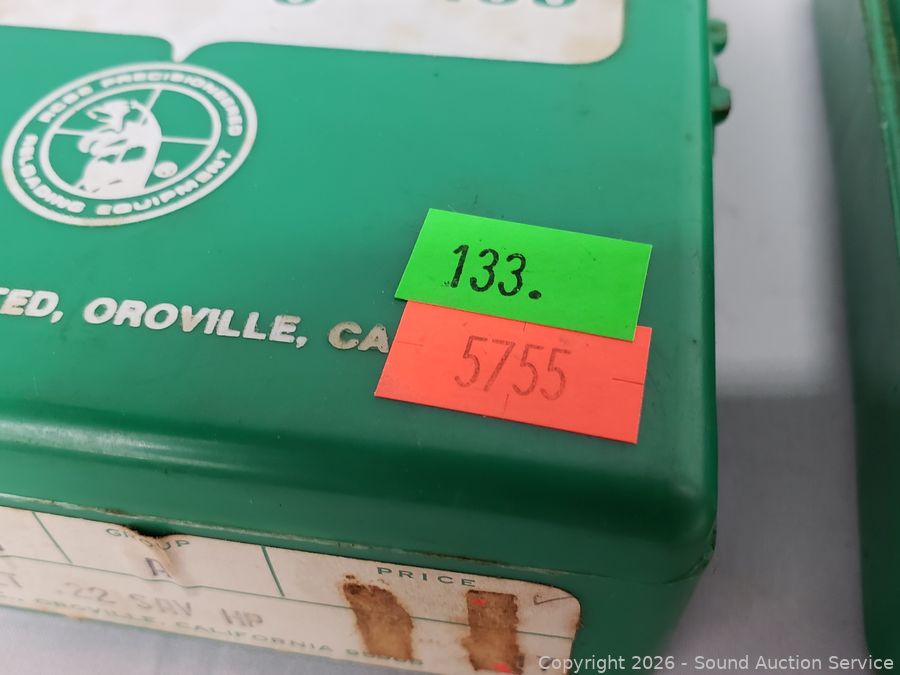 RCBS PRECISIONEERED
RELOADING EQUIPMENT
®
TED, OROVILLE, CA
133.
5755
GROUP
PRICE
A
.22 SAV HP
OROVILLE, CALIFORNIA
Copyright © 2026 - Sound Auction Service